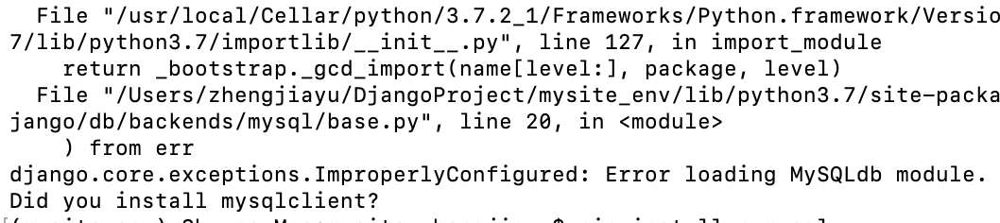 File "/usr/local/Cellar/python/3.7.2_1/Frameworks/Python.framework/Versio
7/lib/python3.7/importlib/__init__.py", line 127, in import_module
return _bootstrap._gcd_import(name[level:], package, level)
File "/Users/zhengjiayu/DjangoProject/mysite_env/lib/python3.7/site-packa
jango/db/backends/mysql/base.py", line 20, in <module>
) from err
django.core.exceptions.ImproperlyConfigured: Error loading MySQLdb module.
Did you install mysqlclient?